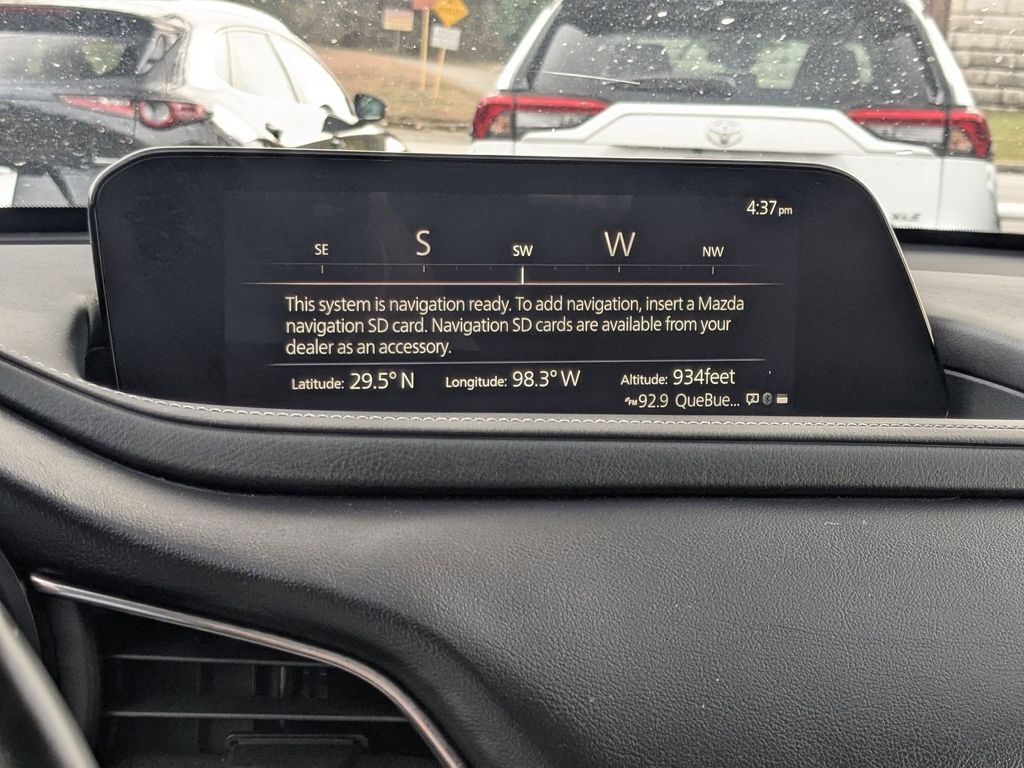 4:37pm
SE S SW W NW
This system is navigation ready. To add navigation, insert a Mazda
navigation SD card. Navigation SD cards are available from your
dealer as an accessory.
Latitude: 29.5° N Longitude: 98.3° W Altitude: 934feet
FM 92.9 QueBue...
XLE